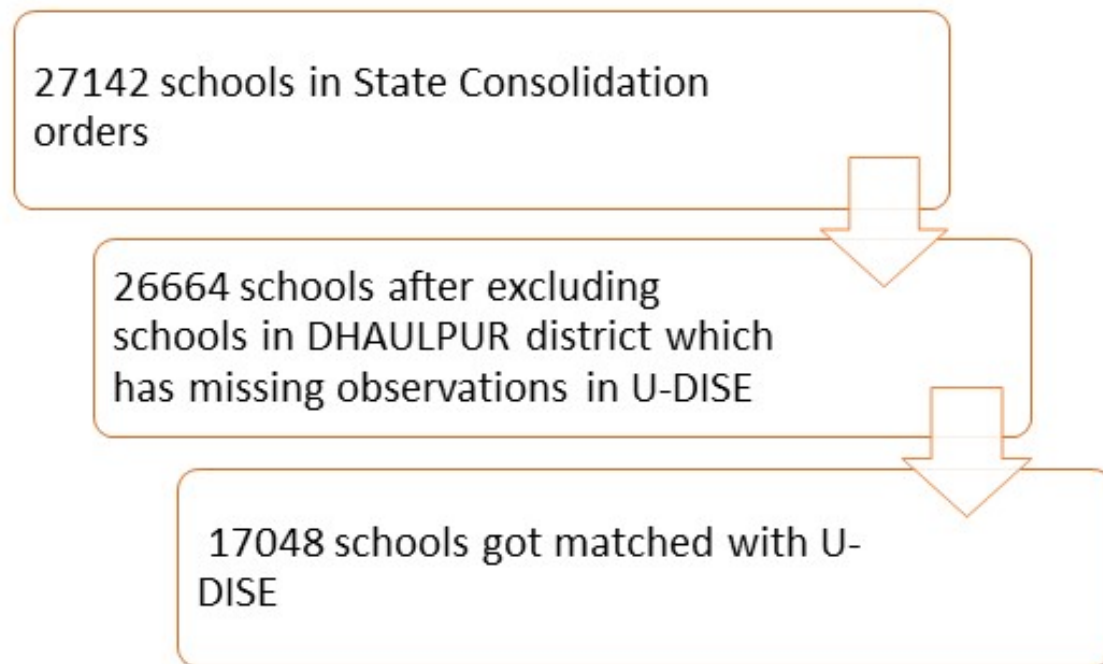 27142 schools in State Consolidation
orders
26664 schools after excluding
schools in DHAULPUR district which
has missing observations in U-DISE
17048 schools got matched with U-
DISE